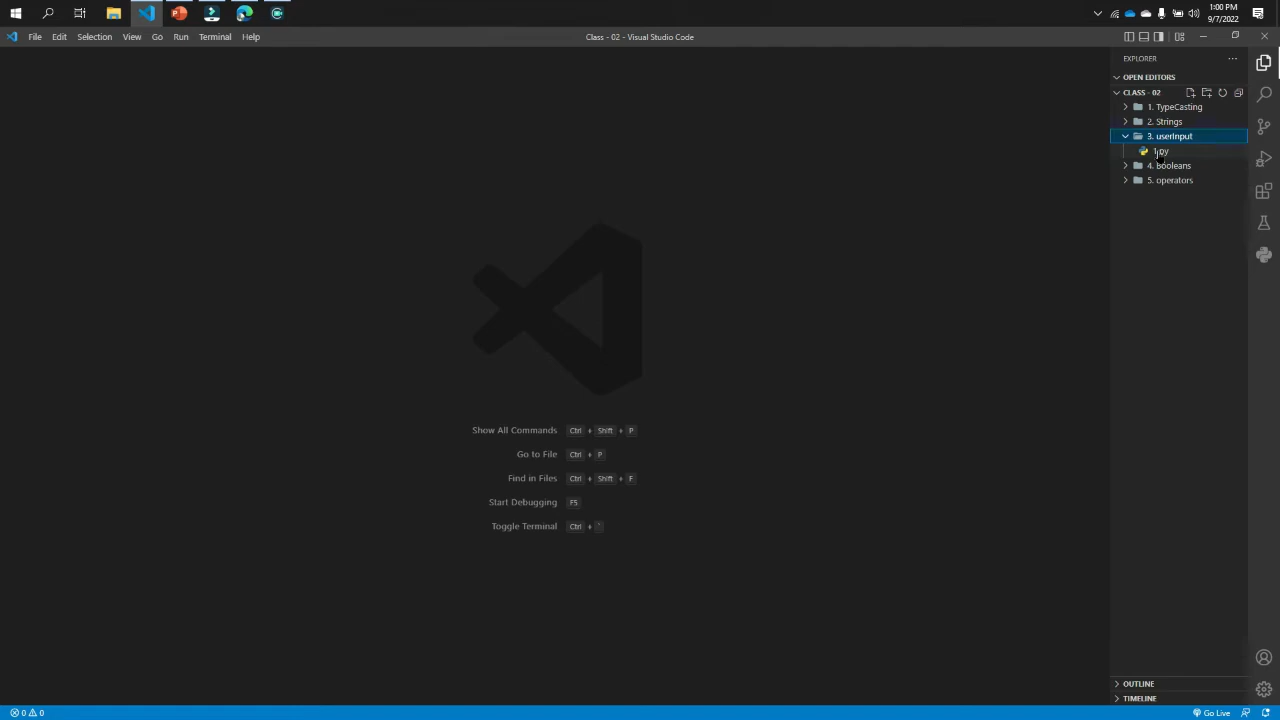 1:00 PM
9/7/2022
File Edit Selection View Go Run Terminal Help
Class - 02 - Visual Studio Code
EXPLORER
OPEN EDITORS
CLASS - 02
1. TypeCasting
2. Strings
3. userInput
1.py
4. Booleans
5. operators
Show All Commands Ctrl + Shift + P
Go to File Ctrl + P
Find in Files Ctrl + Shift + F
Start Debugging F5
Toggle Terminal Ctrl + `
OUTLINE
TIMELINE
0 0
Go Live